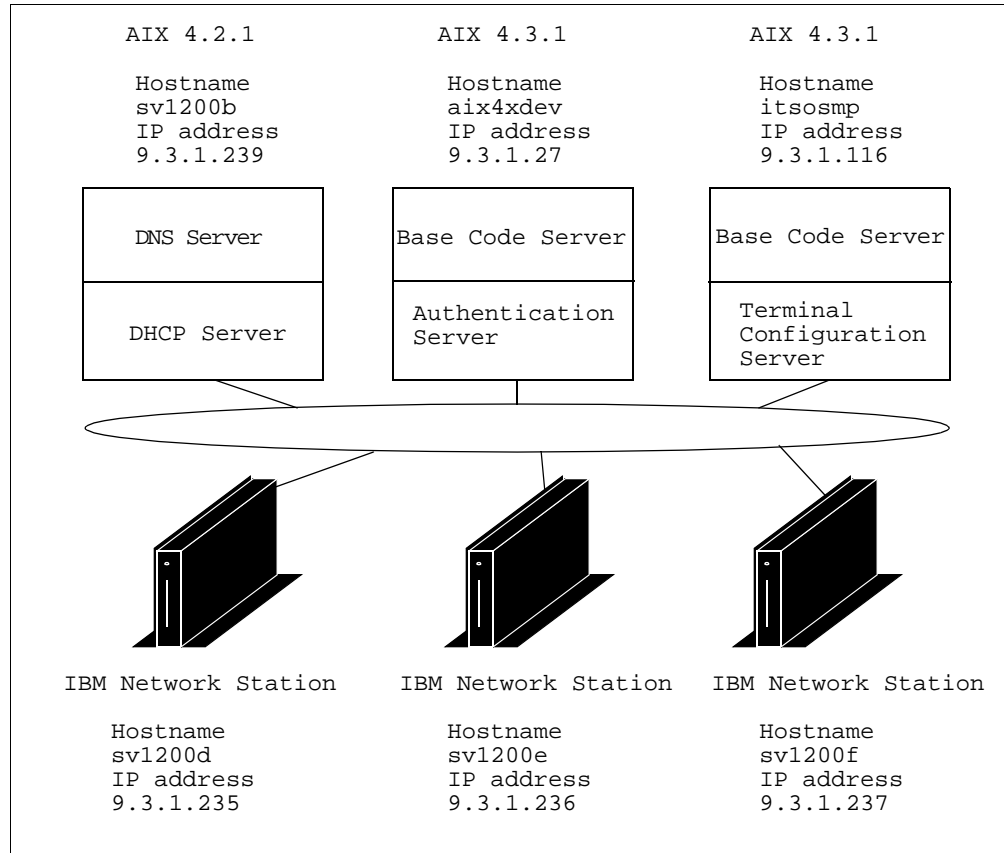 AIX 4.2.1
Hostname
sv1200b
IP address
9.3.1.239
AIX 4.3.1
Hostname
aix4xdev
IP address
9.3.1.27
AIX 4.3.1
Hostname
itsosmp
IP address
9.3.1.116
DNS Server
DHCP Server
Base Code Server
Authentication
Server
Base Code Server
Terminal
Configuration
Server
IBM Network Station
Hostname
sv1200d
IP address
9.3.1.235
IBM Network Station
Hostname
sv1200e
IP address
9.3.1.236
IBM Network Station
Hostname
sv1200f
IP address
9.3.1.237